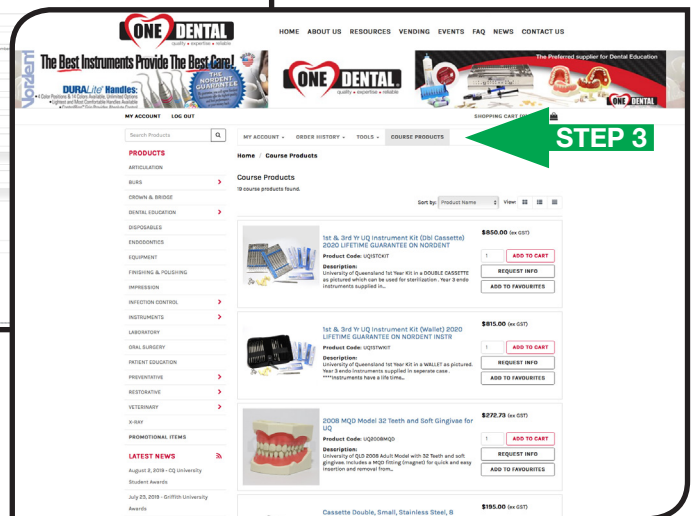 ONE DENTAL
quality • expertise • reliable
HOME ABOUT US RESOURCES VENDING EVENTS FAQ NEWS CONTACT US
Nordent
The Best Instruments Provide The Best Care!
THE NORDENT GUARANTEE
DURALite® Handles:
ONE DENTAL.
quality • expertise • reliable
The Preferred supplier for Dental Education
ONE DENTAL
MY ACCOUNT LOG OUT
SHOPPING CART
STEP 3
Search Products
MY ACCOUNT ORDER HISTORY TOOLS COURSE PRODUCTS
PRODUCTS
ARTICULATION
BURS
CROWN & BRIDGE
DENTAL EDUCATION
DISPOSABLES
ENDODONTICS
EQUIPMENT
FINISHING & POLISHING
IMPRESSION
INFECTION CONTROL
INSTRUMENTS
LABORATORY
ORAL SURGERY
PATIENT EDUCATION
PREVENTATIVE
RESTORATIVE
VETERINARY
X-RAY
PROMOTIONAL ITEMS
LATEST NEWS
August 2, 2019 - CQ University
Student Awards
July 23, 2019 - Griffith University
Awards
Home / Course Products
Course Products
19 course products found.
Sort by: Product Name View:
1st & 3rd Yr UQ Instrument Kit (Dbl Cassette)
2020 LIFETIME GUARANTEE ON NORDENT
Product Code: UQ1STCKIT
Description:
University of Queensland 1st Year Kit in a DOUBLE CASSETTE
as pictured which can be used for sterilization. Year 3 endo
instruments supplied in...
$850.00 (ex GST)
1 ADD TO CART
REQUEST INFO
ADD TO FAVOURITES
1st & 3rd Yr UQ Instrument Kit (Wallet) 2020
LIFETIME GUARANTEE ON NORDENT INSTR
Product Code: UQ1STWKIT
Description:
University of Queensland 1st Year Kit in a WALLET as pictured.
Year 3 endo instruments supplied in seperate case.
****Instruments have a life time...
$815.00 (ex GST)
1 ADD TO CART
REQUEST INFO
ADD TO FAVOURITES
2008 MQD Model 32 Teeth and Soft Gingivae for
UQ
Product Code: UQ2008MQD
Description:
University of QLD 2008 Adult Model with 32 Teeth and soft
gingivae. Includes a MQD fitting (magnet) for quick and easy
insertion and removal from...
$272.73 (ex GST)
1 ADD TO CART
REQUEST INFO
ADD TO FAVOURITES
Cassette Double, Small, Stainless Steel, 8
$195.00 (ex GST)